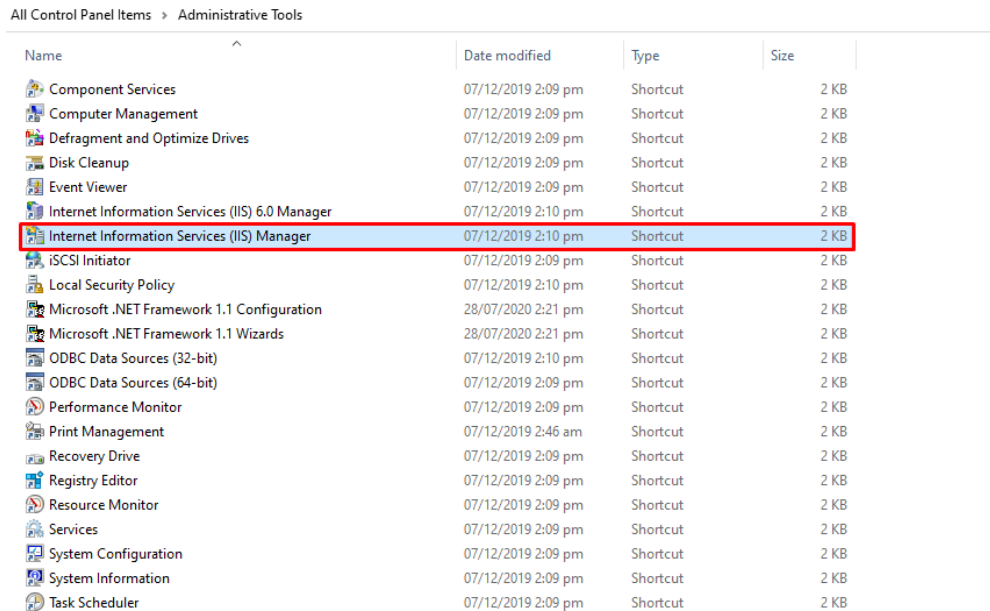 All Control Panel Items > Administrative Tools
Name Date modified Type Size
Component Services 07/12/2019 2:09 pm Shortcut 2 KB
Computer Management 07/12/2019 2:09 pm Shortcut 2 KB
Defragment and Optimize Drives 07/12/2019 2:09 pm Shortcut 2 KB
Disk Cleanup 07/12/2019 2:09 pm Shortcut 2 KB
Event Viewer 07/12/2019 2:09 pm Shortcut 2 KB
Internet Information Services (IIS) 6.0 Manager 07/12/2019 2:10 pm Shortcut 2 KB
Internet Information Services (IIS) Manager 07/12/2019 2:10 pm Shortcut 2 KB
iSCSI Initiator 07/12/2019 2:09 pm Shortcut 2 KB
Local Security Policy 07/12/2019 2:10 pm Shortcut 2 KB
Microsoft .NET Framework 1.1 Configuration 28/07/2020 2:21 pm Shortcut 2 KB
Microsoft .NET Framework 1.1 Wizards 28/07/2020 2:21 pm Shortcut 2 KB
ODBC Data Sources (32-bit) 07/12/2019 2:10 pm Shortcut 2 KB
ODBC Data Sources (64-bit) 07/12/2019 2:09 pm Shortcut 2 KB
Performance Monitor 07/12/2019 2:09 pm Shortcut 2 KB
Print Management 07/12/2019 2:46 am Shortcut 2 KB
Recovery Drive 07/12/2019 2:09 pm Shortcut 2 KB
Registry Editor 07/12/2019 2:09 pm Shortcut 2 KB
Resource Monitor 07/12/2019 2:09 pm Shortcut 2 KB
Services 07/12/2019 2:09 pm Shortcut 2 KB
System Configuration 07/12/2019 2:09 pm Shortcut 2 KB
System Information 07/12/2019 2:09 pm Shortcut 2 KB
Task Scheduler 07/12/2019 2:09 pm Shortcut 2 KB